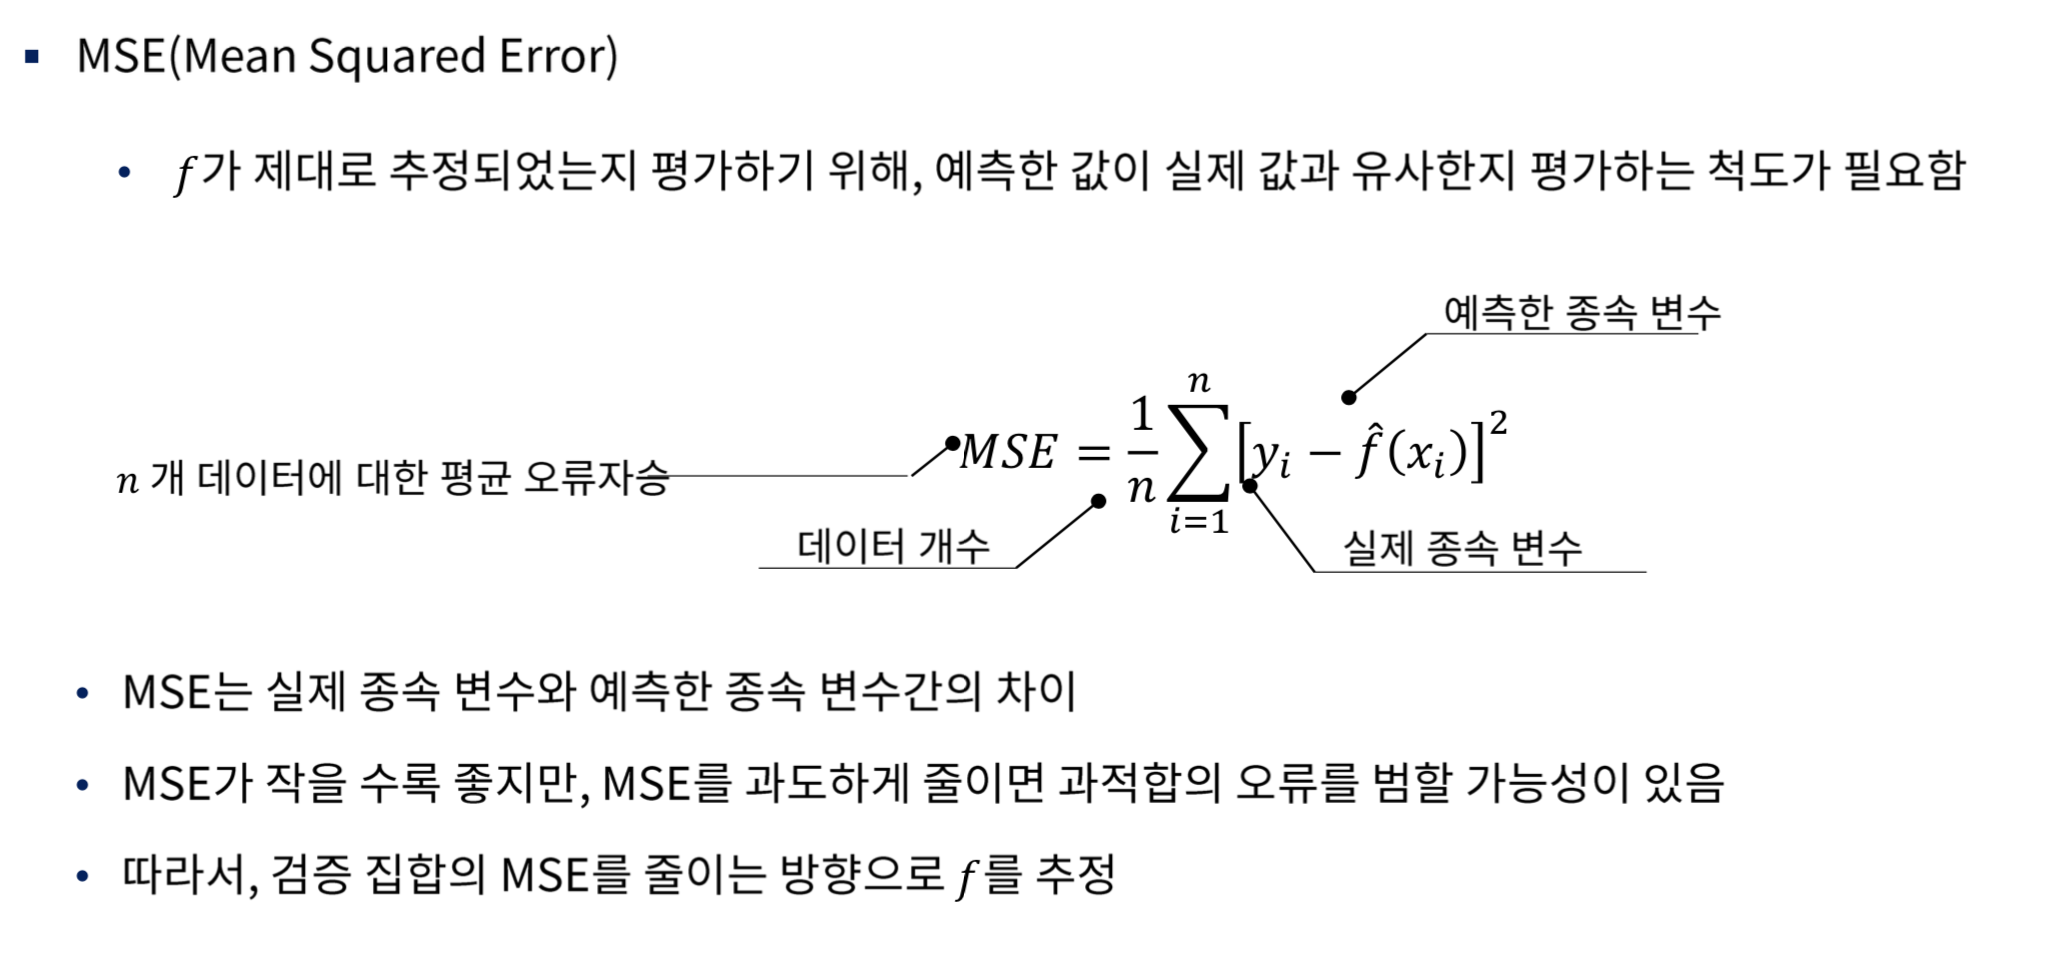 ▪ MSE(Mean Squared Error)
• f가 제대로 추정되었는지 평가하기 위해, 예측한 값이 실제 값과 유사한지 평가하는 척도가 필요함
예측한 종속 변수
MSE = \frac{1}{n} \sum_{i=1}^{n} [y_i − \hat{f}(x_i)]^2
n 개 데이터에 대한 평균 오류자승
데이터 개수
실제 종속 변수
• MSE는 실제 종속 변수와 예측한 종속 변수간의 차이
• MSE가 작을 수록 좋지만, MSE를 과도하게 줄이면 과적합의 오류를 범할 가능성이 있음
• 따라서, 검증 집합의 MSE를 줄이는 방향으로 f를 추정